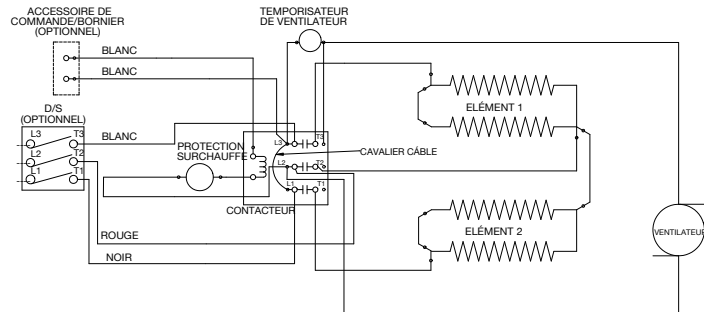 ACCESSOIRE DE
COMMANDE/BORNIER
(OPTIONNEL)
TEMPORISATEUR
DE VENTILATEUR
BLANC
BLANC
ELÉMENT 1
D/S
(OPTIONNEL)
L3 T3
L2 T2
L1 T1
BLANC
PROTECTION
SURCHAUFFE
L3 T3
L2 T2
L1 T1
CAVALIER CÁBLE
CONTACTEUR
ROUGE
NOIR
ELÉMENT 2
VENTILATEUR